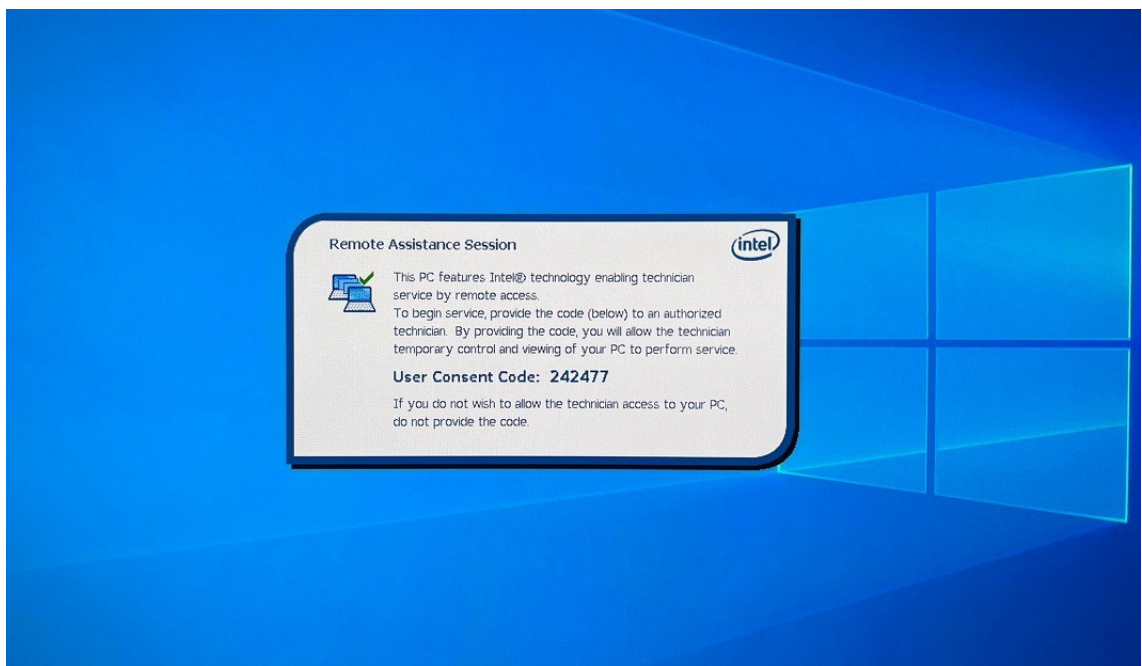 Remote Assistance Session
intel
This PC features Intel® technology enabling technician
service by remote access.
To begin service, provide the code (below) to an authorized
technician. By providing the code, you will allow the technician
temporary control and viewing of your PC to perform service.
User Consent Code: 242477
If you do not wish to allow the technician access to your PC,
do not provide the code.